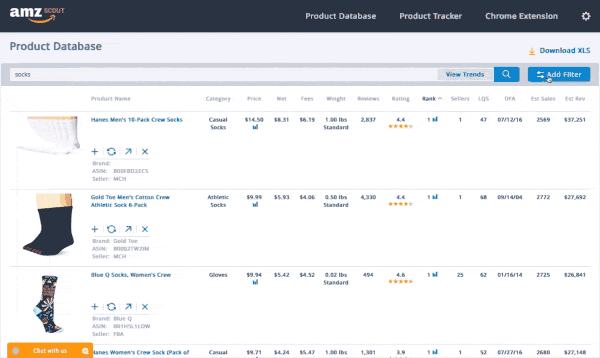 amz SCOUT
Product Database Product Tracker Chrome Extension
Product Database
Download XLS
socks View Trends Add Filter
Product Name Category Price Net Fees Weight Reviews Rating Rank Sellers LQS DFA Est Sales Est Rev
Hanes Men's 10-Pack Crew Socks Casual Socks $14.50 $8.31 $6.19 1.00 lbs Standard 2,837 4.4 1 1 47 07/12/16 2569 $37,251
Brand:
ASIN:
Seller: MCH
Gold Toe Men's Cotton Crew Athletic Sock 6-Pack Athletic Socks $9.99 $5.93 $4.06 0.50 lbs Standard 4,330 4.4 1 1 68 09/14/04 2772 $27,692
Brand: Gold Toe
ASIN:
Seller: MCH
Blue Q Socks, Women's Crew Gloves $9.94 $5.42 $4.52 0.02 lbs Standard 494 4.6 1 25 62 01/16/14 2725 $26,841
Brand: Blue Q
ASIN:
Seller: FBA
Chat with us
Hanes Women's Crew Sock (Pack of Casual $9.71 $4.24 $5.47 1.00 lbs 1,301 3.9 1 1 52 07/27/16 2680 $27,148